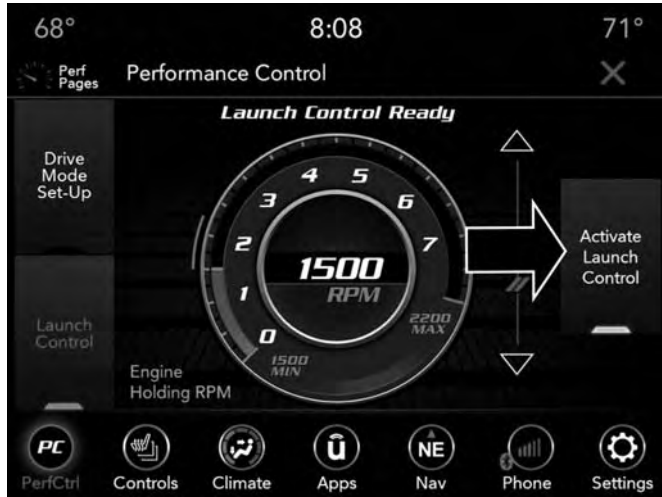 68°
8:08
71°
Perf
Pages
Performance Control
Launch Control Ready
Drive
Mode
Set-Up
Launch
Control
0
1
2
3
4
5
6
7
1500
RPM
1500
MIN
2200
MAX
Engine
Holding RPM
Activate
Launch
Control
PC
PerfCtrl
Controls
Climate
û
Apps
NE
Nav
Phone
Settings